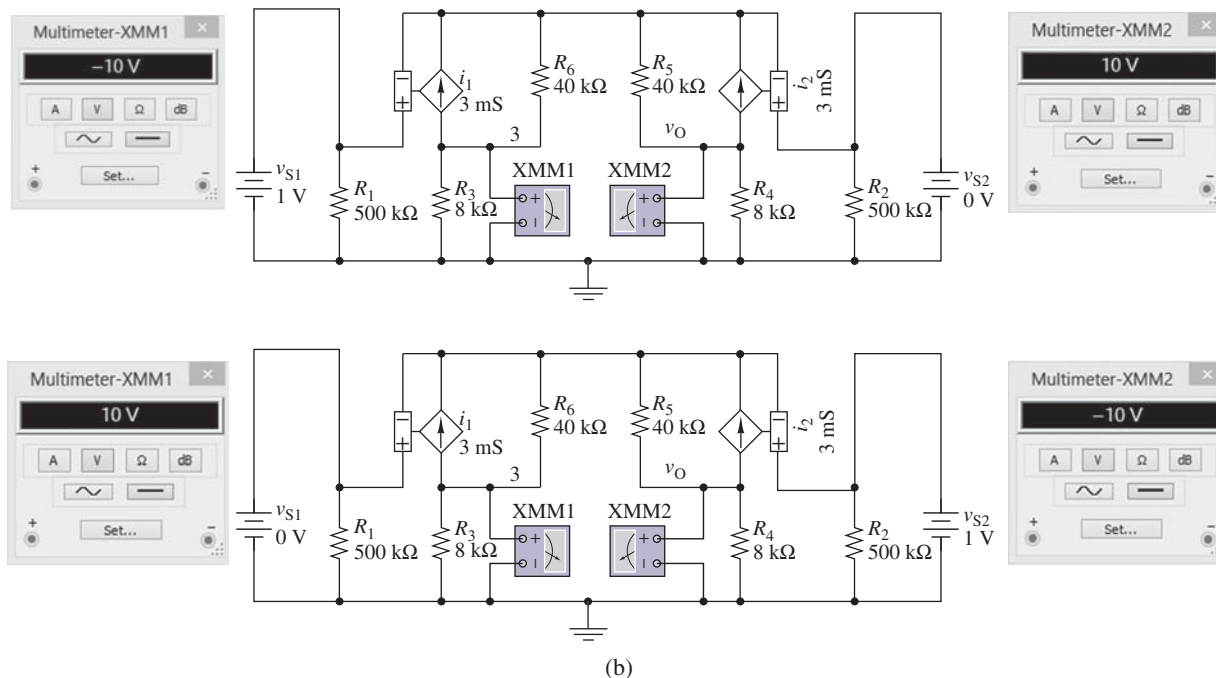 Multimeter-XMM1 ×
−10 V
A V Ω dB
+ Set... −
vS1
1 V
R1
500 kΩ
i1
3 mS
− +
R6
40 kΩ
R5
40 kΩ
3
vO
R3
8 kΩ
XMM1
+ −
XMM2
+ −
R4
8 kΩ
− +
i2
3 mS
R2
500 kΩ
vS2
0 V
Multimeter-XMM2 ×
10 V
A V Ω dB
+ Set... −
Multimeter-XMM1 ×
10 V
A V Ω dB
+ Set... −
vS1
0 V
R1
500 kΩ
i1
3 mS
− +
R6
40 kΩ
R5
40 kΩ
3
vO
R3
8 kΩ
XMM1
+ −
XMM2
+ −
R4
8 kΩ
− +
i2
3 mS
R2
500 kΩ
vS2
1 V
Multimeter-XMM2 ×
−10 V
A V Ω dB
+ Set... −
(b)